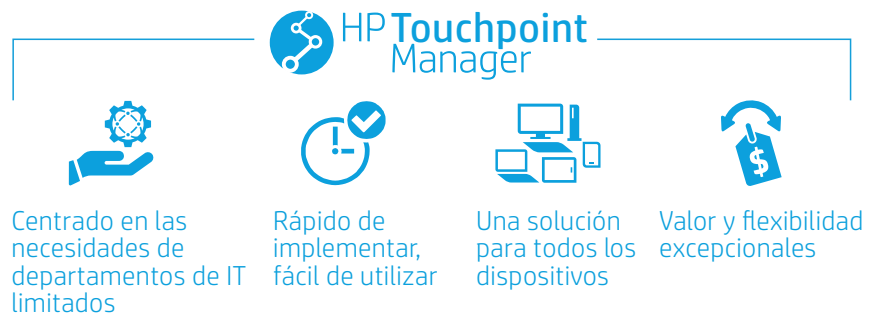 HP Touchpoint
Manager
Centrado en las
necesidades de
departamentos de IT
limitados
Rápido de
implementar,
fácil de utilizar
Una solución
para todos los
dispositivos
$
Valor y flexibilidad
excepcionales